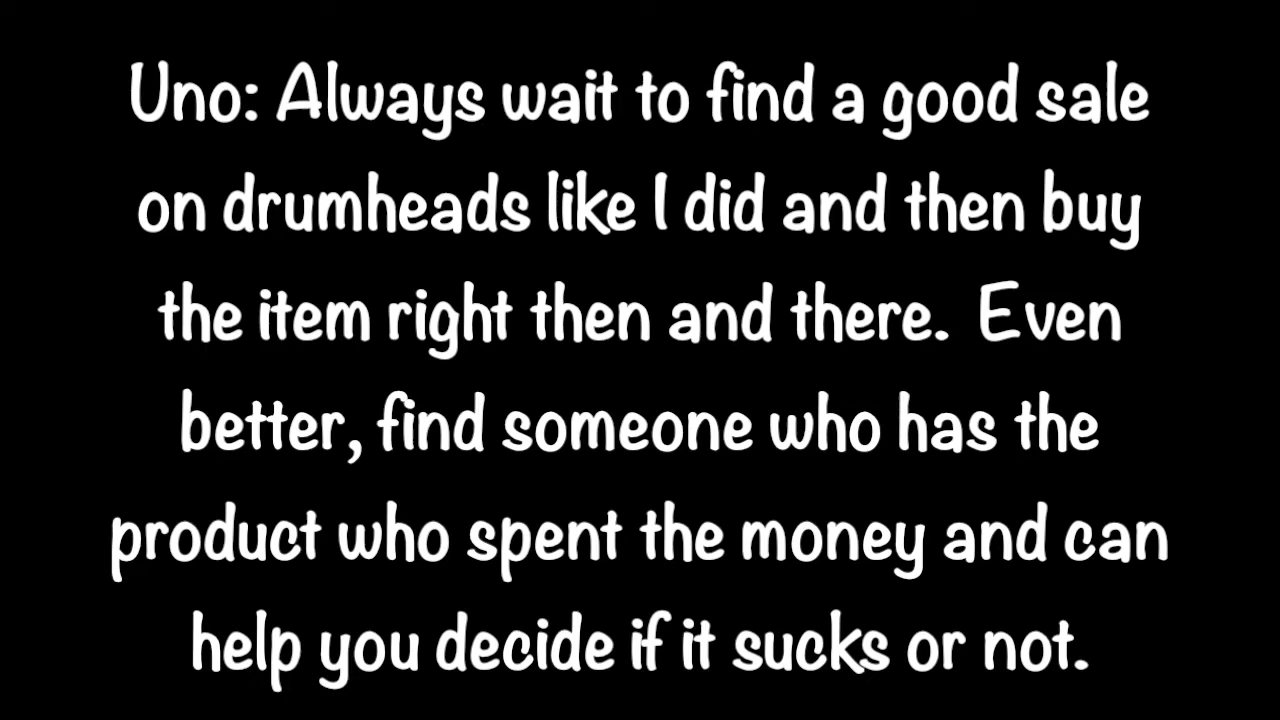 Uno: Always wait to find a good sale
on drumheads like I did and then buy
the item right then and there.  Even
better, find someone who has the
product who spent the money and can
help you decide if it sucks or not.